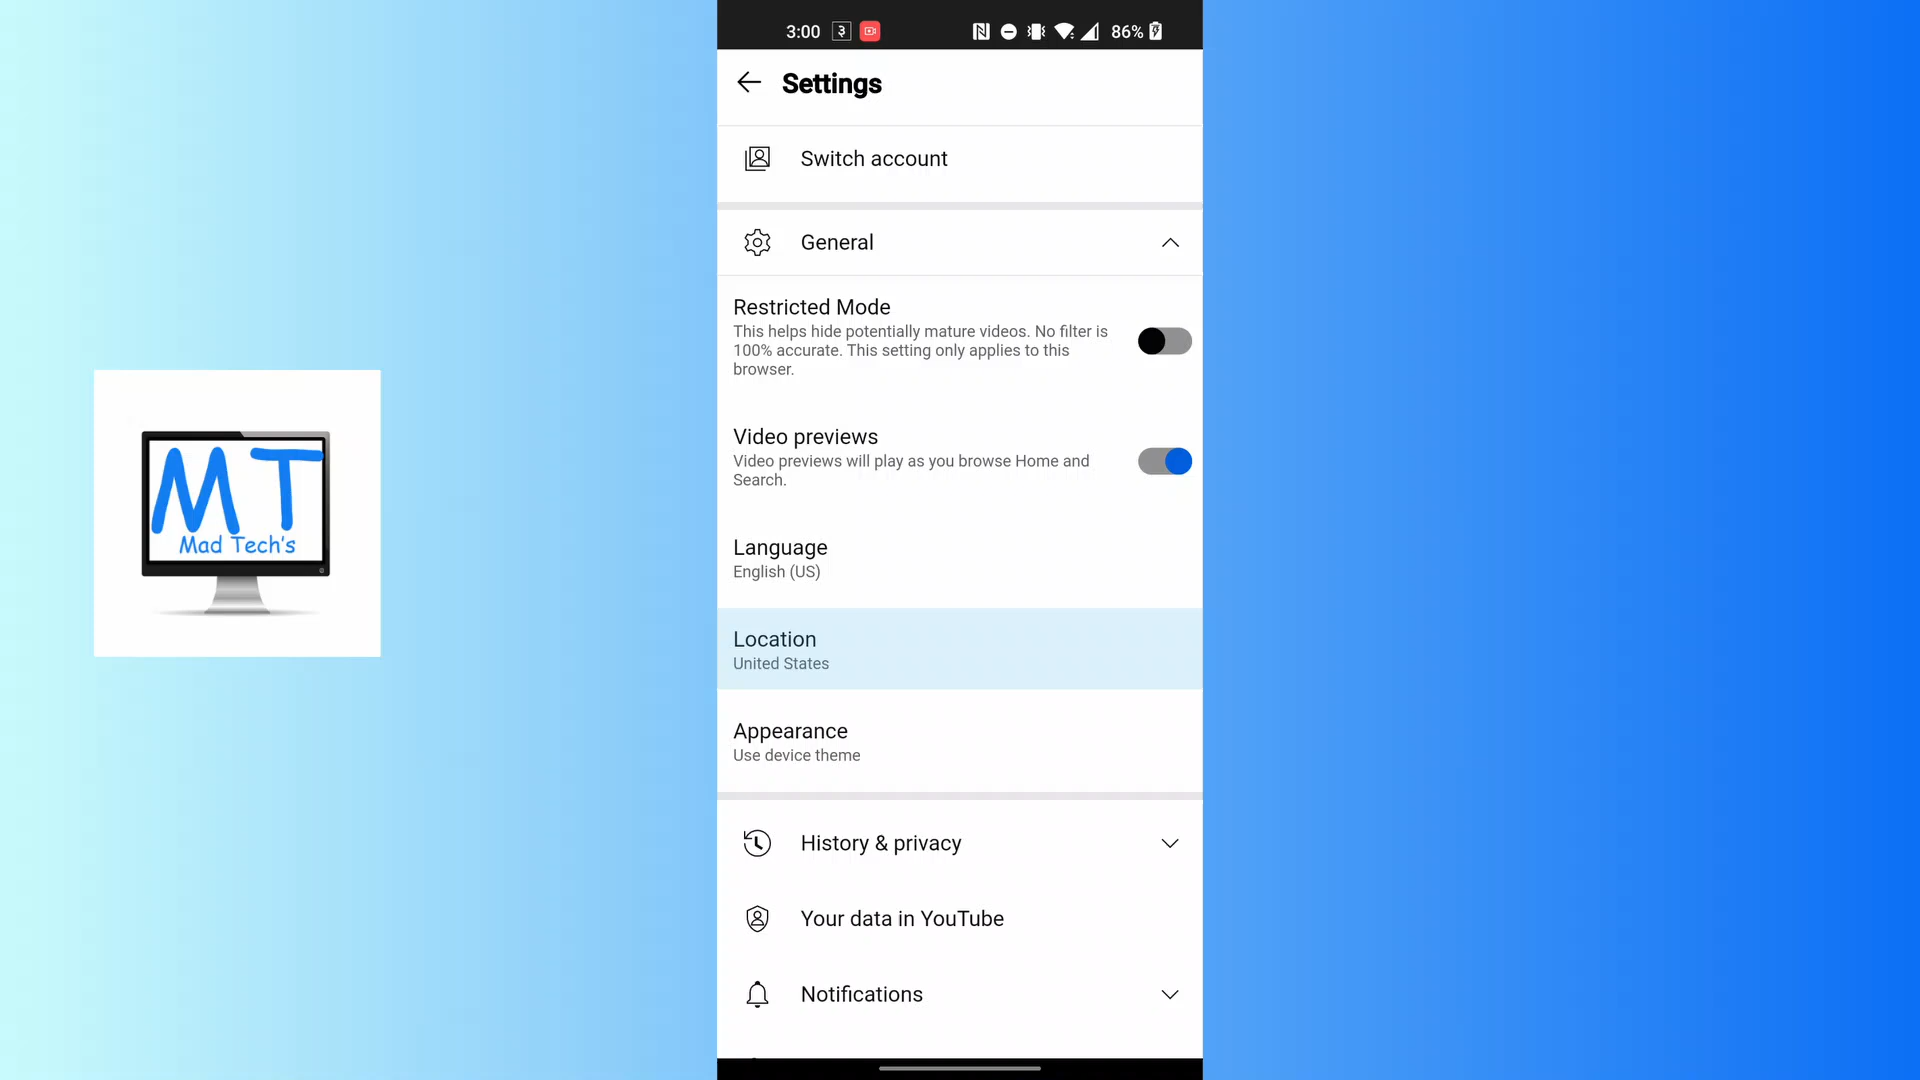 3:00
86%
Settings
Switch account
General
Restricted Mode
This helps hide potentially mature videos. No filter is
100% accurate. This setting only applies to this
browser.
Video previews
Video previews will play as you browse Home and
Search.
Language
English (US)
Location
United States
Appearance
Use device theme
History & privacy
Your data in YouTube
Notifications
MT
Mad Tech's